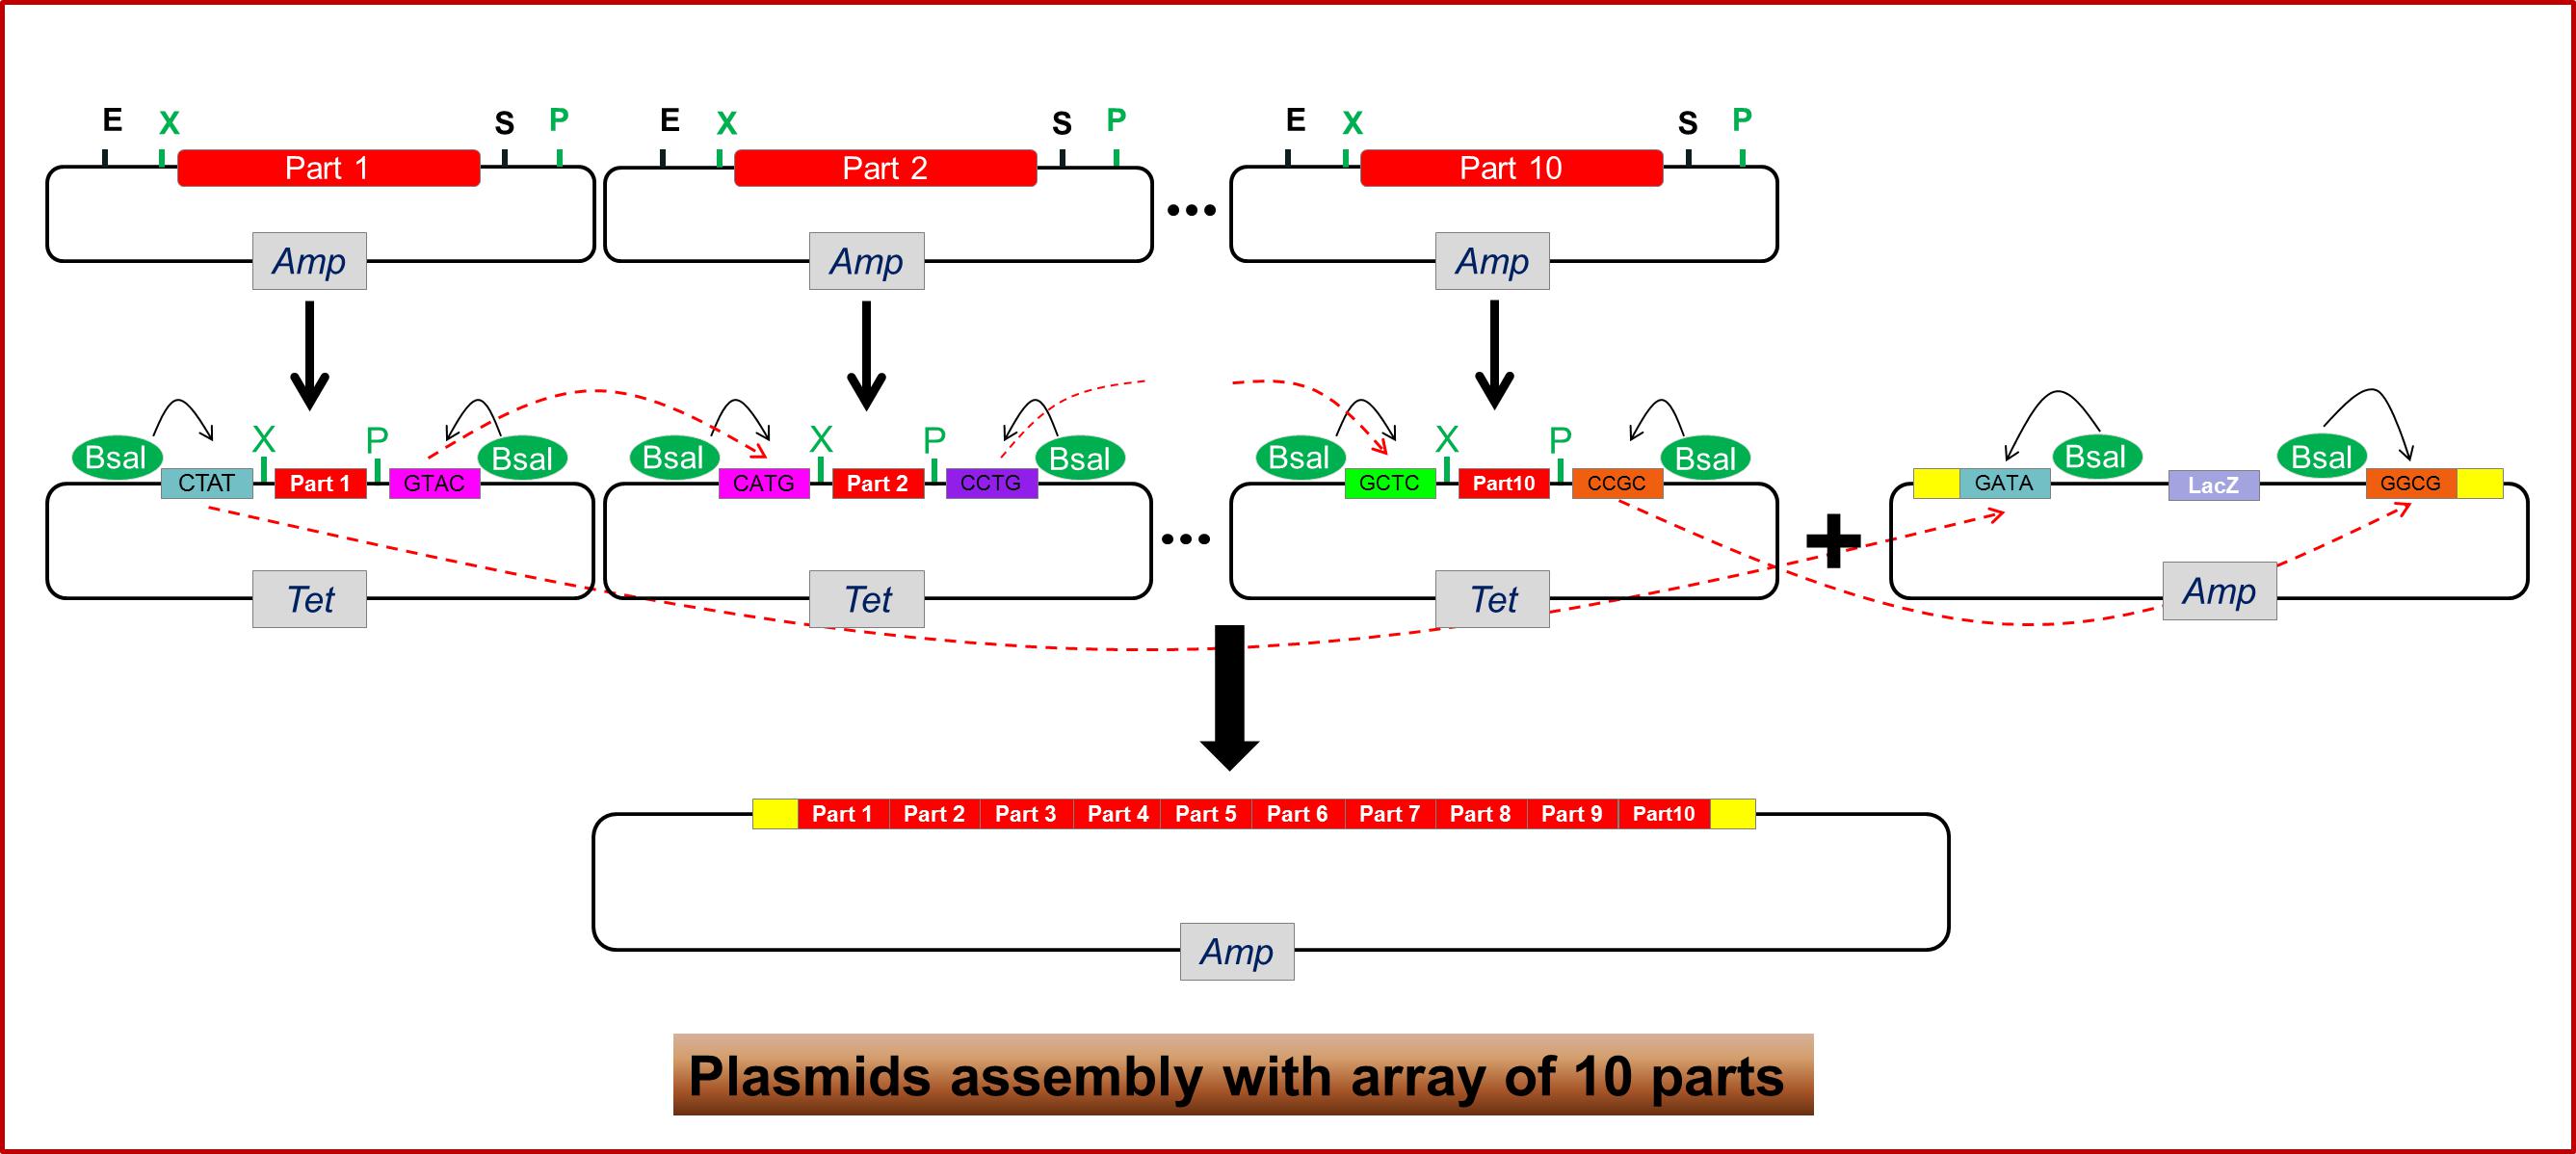 E X S P E X S P E X S P
Part 1 Part 2 Part 10
Amp Amp Amp
X P X P X P
BsaI BsaI BsaI BsaI BsaI BsaI BsaI BsaI
CTAT Part 1 GTAC CATG Part 2 CCTG GCTC Part10 CCGC GATA LacZ GGCG
Tet Tet Tet Amp
Part 1 Part 2 Part 3 Part 4 Part 5 Part 6 Part 7 Part 8 Part 9 Part10
Amp
Plasmids assembly with array of 10 parts